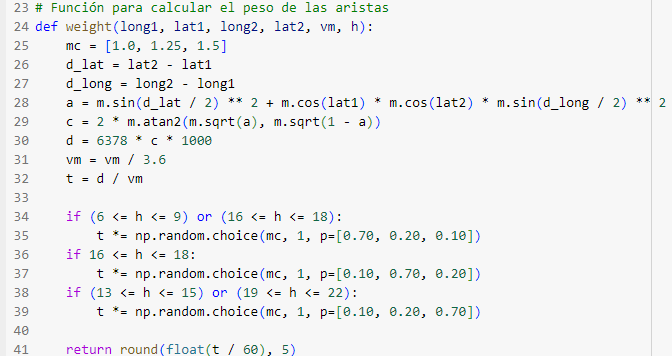 23 # Función para calcular el peso de las aristas
24 def weight(long1, lat1, long2, lat2, vm, h):
25     mc = [1.0, 1.25, 1.5]
26     d_lat = lat2 - lat1
27     d_long = long2 - long1
28     a = m.sin(d_lat / 2) ** 2 + m.cos(lat1) * m.cos(lat2) * m.sin(d_long / 2) ** 2
29     c = 2 * m.atan2(m.sqrt(a), m.sqrt(1 - a))
30     d = 6378 * c * 1000
31     vm = vm / 3.6
32     t = d / vm
33
34     if (6 <= h <= 9) or (16 <= h <= 18):
35         t *= np.random.choice(mc, 1, p=[0.70, 0.20, 0.10])
36     if 16 <= h <= 18:
37         t *= np.random.choice(mc, 1, p=[0.10, 0.70, 0.20])
38     if (13 <= h <= 15) or (19 <= h <= 22):
39         t *= np.random.choice(mc, 1, p=[0.10, 0.20, 0.70])
40
41     return round(float(t / 60), 5)